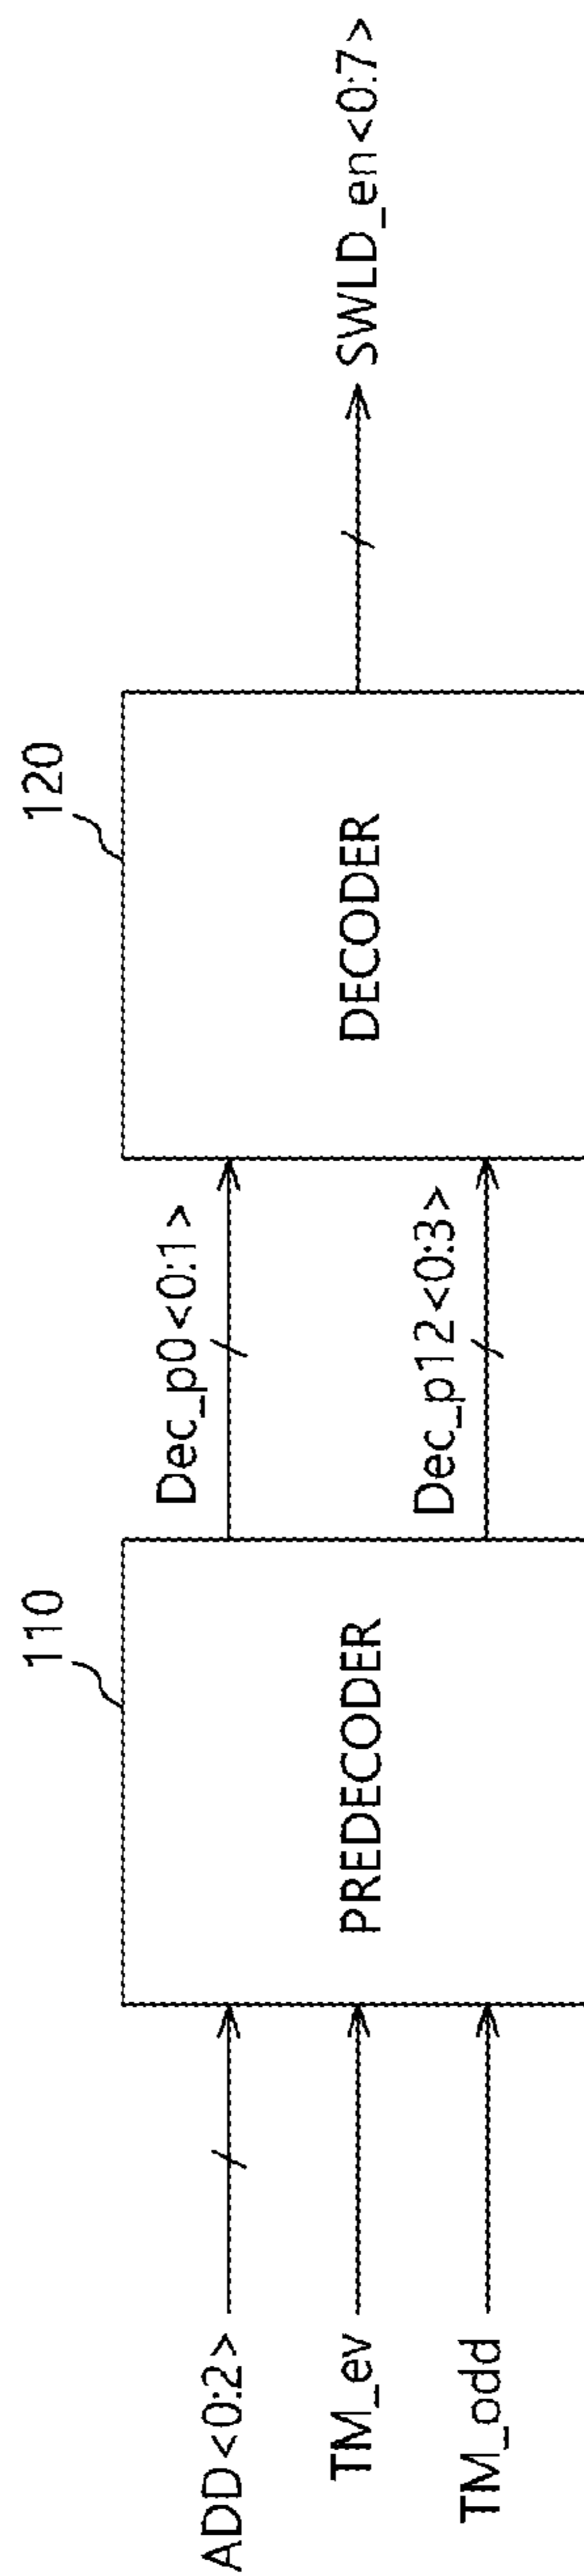 ADD<0:2>
TM_ev
TM_odd
110
PREDECODER
Dec_p0<0:1>
Dec_p12<0:3>
120
DECODER
SWLD_en<0:7>